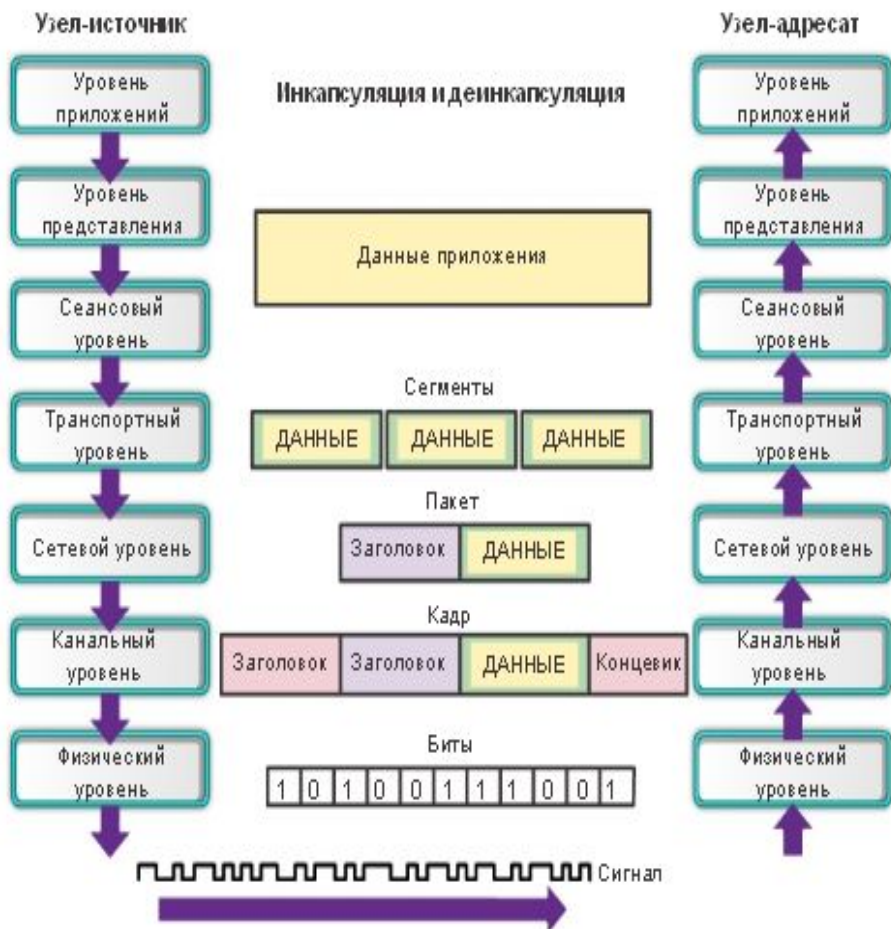 Узел-источник
Узел-адресат
Инкапсуляция и деинкапсуляция
Уровень
приложений
Уровень
приложений
Уровень
представления
Данные приложения
Уровень
представления
Сеансовый
уровень
Сеансовый
уровень
Сегменты
Транспортный
уровень
ДАННЫЕ ДАННЫЕ ДАННЫЕ
Транспортный
уровень
Пакет
Сетевой уровень
Заголовок ДАННЫЕ
Сетевой уровень
Кадр
Канальный
уровень
Заголовок Заголовок ДАННЫЕ Концевик
Канальный
уровень
Биты
Физический
уровень
1 0 1 0 0 1 1 1 0 0 1
Физический
уровень
Сигнал